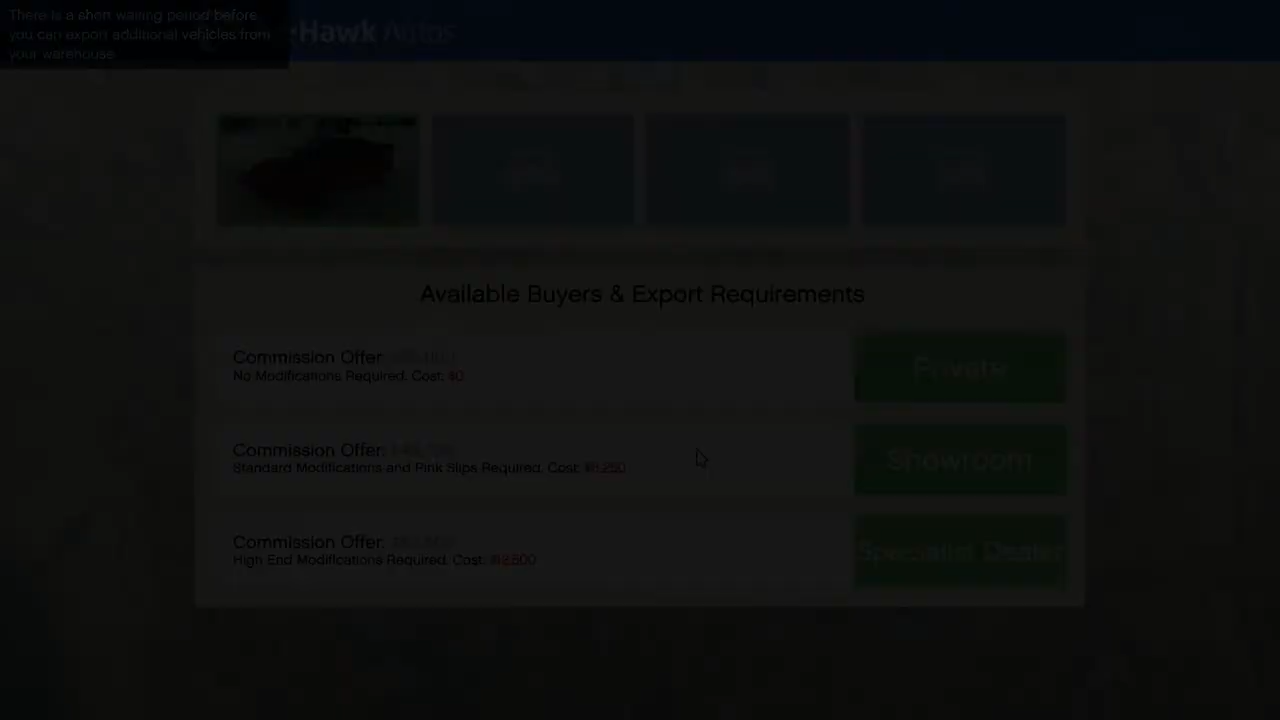 There is a short waiting period before
you can export additional vehicles from
your warehouse.
Hawk Autos
Available Buyers & Export Requirements
Commission Offer:
No Modifications Required. Cost: $0
Private
Commission Offer:
Standard Modifications and Pink Slips Required. Cost:
Showroom
Commission Offer:
High End Modifications Required. Cost:
Specialist Dealer